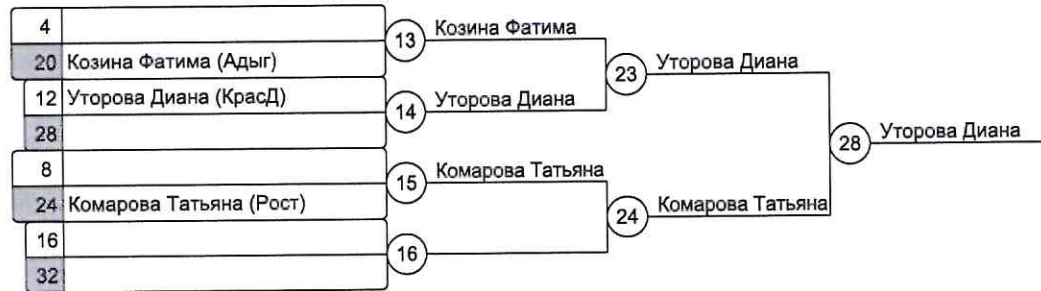 4
13 Козина Фатима
20 Козина Фатима (Адыг)
23 Уторова Диана
12 Уторова Диана (КрасД)
14 Уторова Диана
28
28 Уторова Диана
8
15 Комарова Татьяна
24 Комарова Татьяна (Рост)
24 Комарова Татьяна
16
16
32